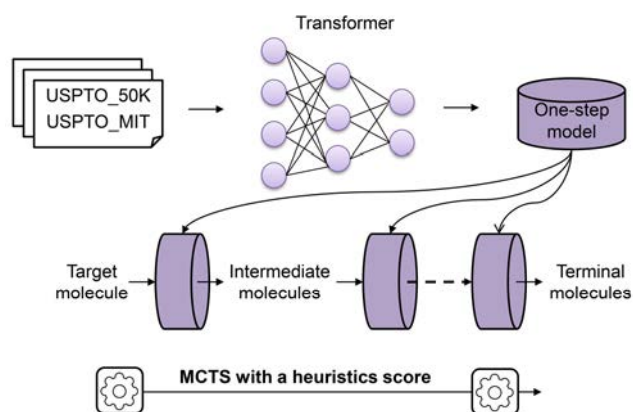 Transformer
USPTO_50K
USPTO_MIT
One-step
model
Target
molecule
Intermediate
molecules
Terminal
molecules
MCTS with a heuristics score